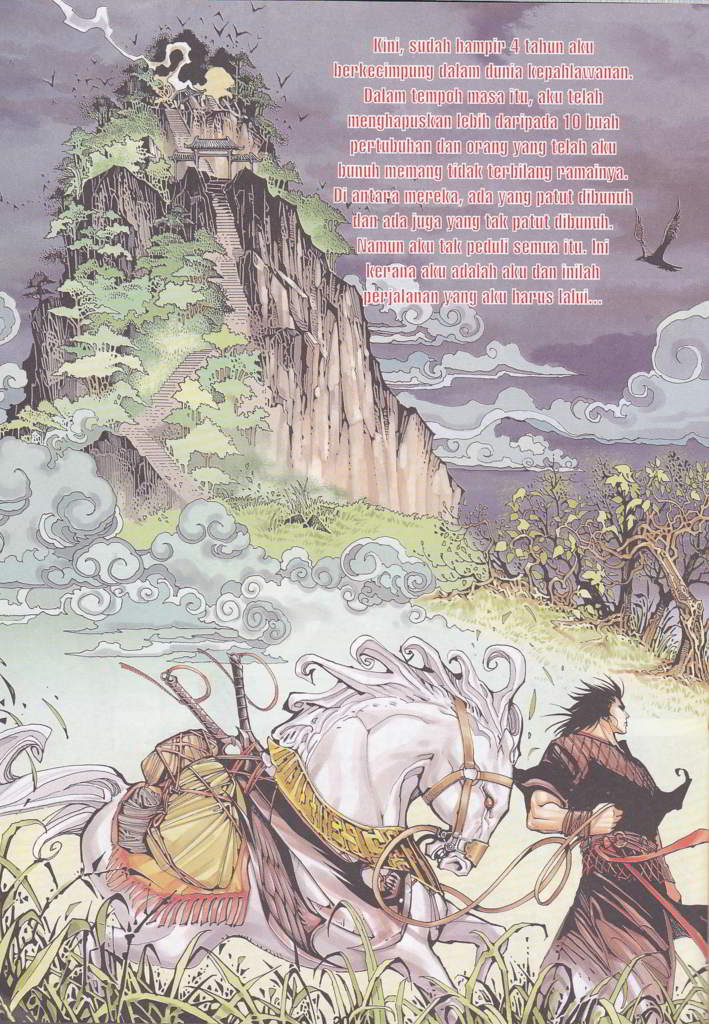 Kini, sudah hampir 4 tahun aku
berkecimpung dalam dunia kepahlawanan.
Dalam tempoh masa itu, aku telah
menghapuskan lebih daripada 10 buah
pertubuhan dan orang yang telah aku
bunuh memang tidak terbilang ramainya.
Di antara mereka, ada yang patut dibunuh
dan ada juga yang tak patut dibunuh.
Namun aku tak peduli semua itu. Ini
kerana aku adalah aku dan inilah
perjalanan yang aku harus lalui...